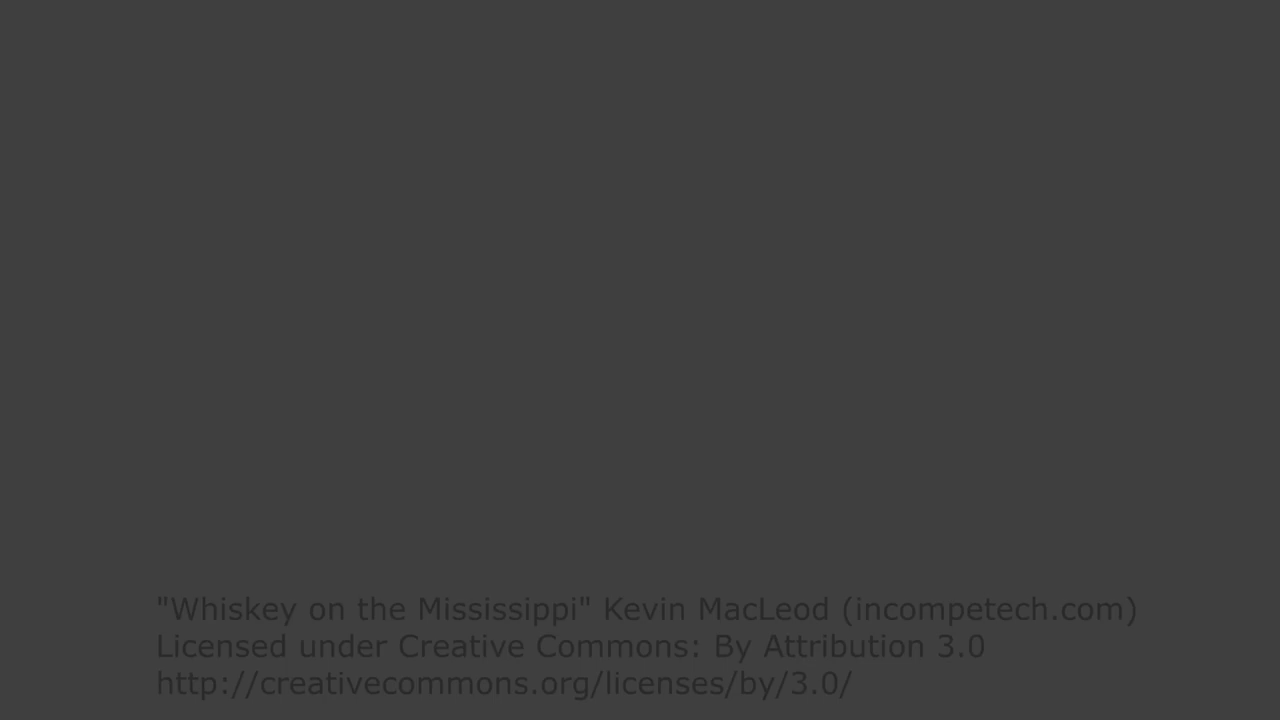 "Whiskey on the Mississippi" Kevin MacLeod (incompetech.com)
Licensed under Creative Commons: By Attribution 3.0
http://creativecommons.org/licenses/by/3.0/